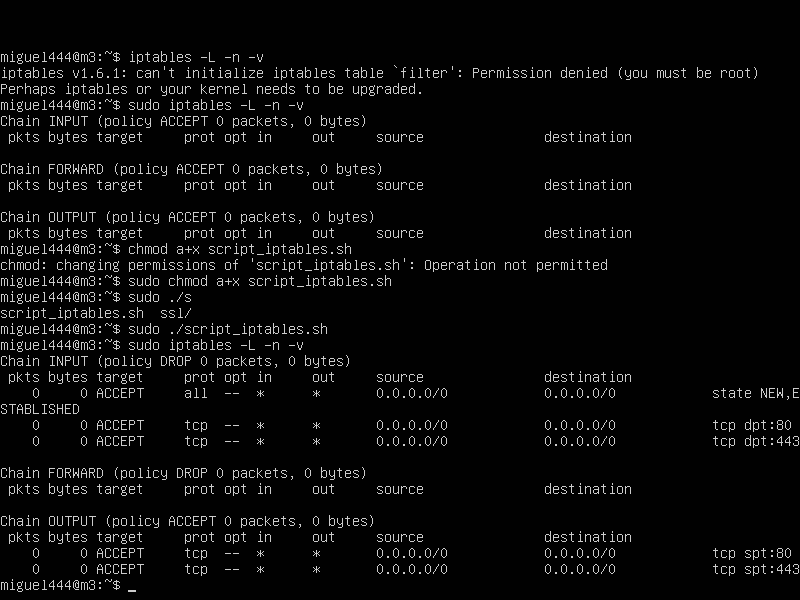 miguel444@m3:~$ iptables -L -n -v
iptables v1.6.1: can't initialize iptables table `filter': Permission denied (you must be root)
Perhaps iptables or your kernel needs to be upgraded.
miguel444@m3:~$ sudo iptables -L -n -v
Chain INPUT (policy ACCEPT 0 packets, 0 bytes)
 pkts bytes target     prot opt in     out     source               destination

Chain FORWARD (policy ACCEPT 0 packets, 0 bytes)
 pkts bytes target     prot opt in     out     source               destination

Chain OUTPUT (policy ACCEPT 0 packets, 0 bytes)
 pkts bytes target     prot opt in     out     source               destination
miguel444@m3:~$ chmod a+x script_iptables.sh
chmod: changing permissions of 'script_iptables.sh': Operation not permitted
miguel444@m3:~$ sudo chmod a+x script_iptables.sh
miguel444@m3:~$ sudo ./s
script_iptables.sh  ssl/
miguel444@m3:~$ sudo ./script_iptables.sh
miguel444@m3:~$ sudo iptables -L -n -v
Chain INPUT (policy DROP 0 packets, 0 bytes)
 pkts bytes target     prot opt in     out     source               destination
    0     0 ACCEPT     all  --  *      *       0.0.0.0/0            0.0.0.0/0            state NEW,E
STABLISHED
    0     0 ACCEPT     tcp  --  *      *       0.0.0.0/0            0.0.0.0/0            tcp dpt:80
    0     0 ACCEPT     tcp  --  *      *       0.0.0.0/0            0.0.0.0/0            tcp dpt:443

Chain FORWARD (policy DROP 0 packets, 0 bytes)
 pkts bytes target     prot opt in     out     source               destination

Chain OUTPUT (policy ACCEPT 0 packets, 0 bytes)
 pkts bytes target     prot opt in     out     source               destination
    0     0 ACCEPT     tcp  --  *      *       0.0.0.0/0            0.0.0.0/0            tcp spt:80
    0     0 ACCEPT     tcp  --  *      *       0.0.0.0/0            0.0.0.0/0            tcp spt:443
miguel444@m3:~$ _